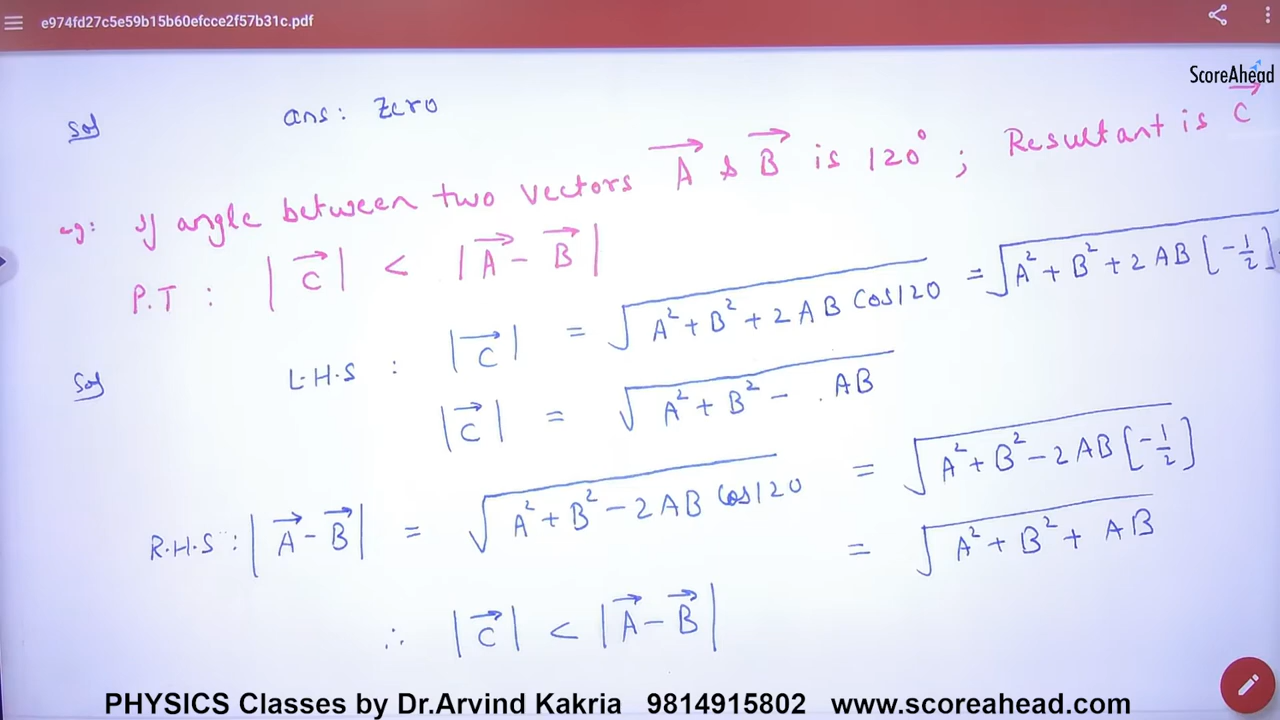 e974fd27c5e59b15b60efcce2f57b31c.pdf
ScoreAhead
Sol ans: Zero
eg: If angle between two vectors A⃗ & B⃗ is 120°; Resultant is C⃗
P.T : |C⃗| < |A⃗ - B⃗|
Sol L.H.S : |C⃗| = √(A² + B² + 2AB Cos120) = √(A² + B² + 2AB[-1/2])
|C⃗| = √(A² + B² - . AB)
R.H.S : |A⃗ - B⃗| = √(A² + B² - 2AB Cos120) = √(A² + B² - 2AB[-1/2])
= √(A² + B² + AB)
∴ |C⃗| < |A⃗ - B⃗|
PHYSICS Classes by Dr.Arvind Kakria 9814915802 www.scoreahead.com